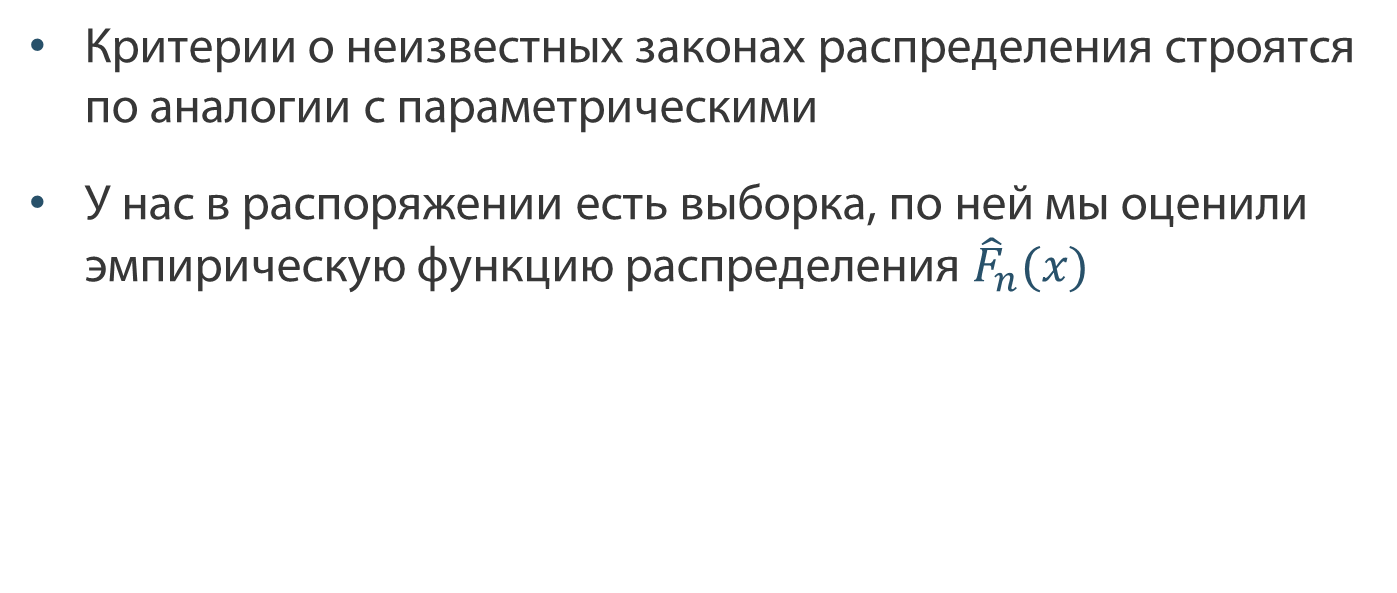 • Критерии о неизвестных законах распределения строятся
по аналогии с параметрическими
• У нас в распоряжении есть выборка, по ней мы оценили
эмпирическую функцию распределения F̂ₙ(x)